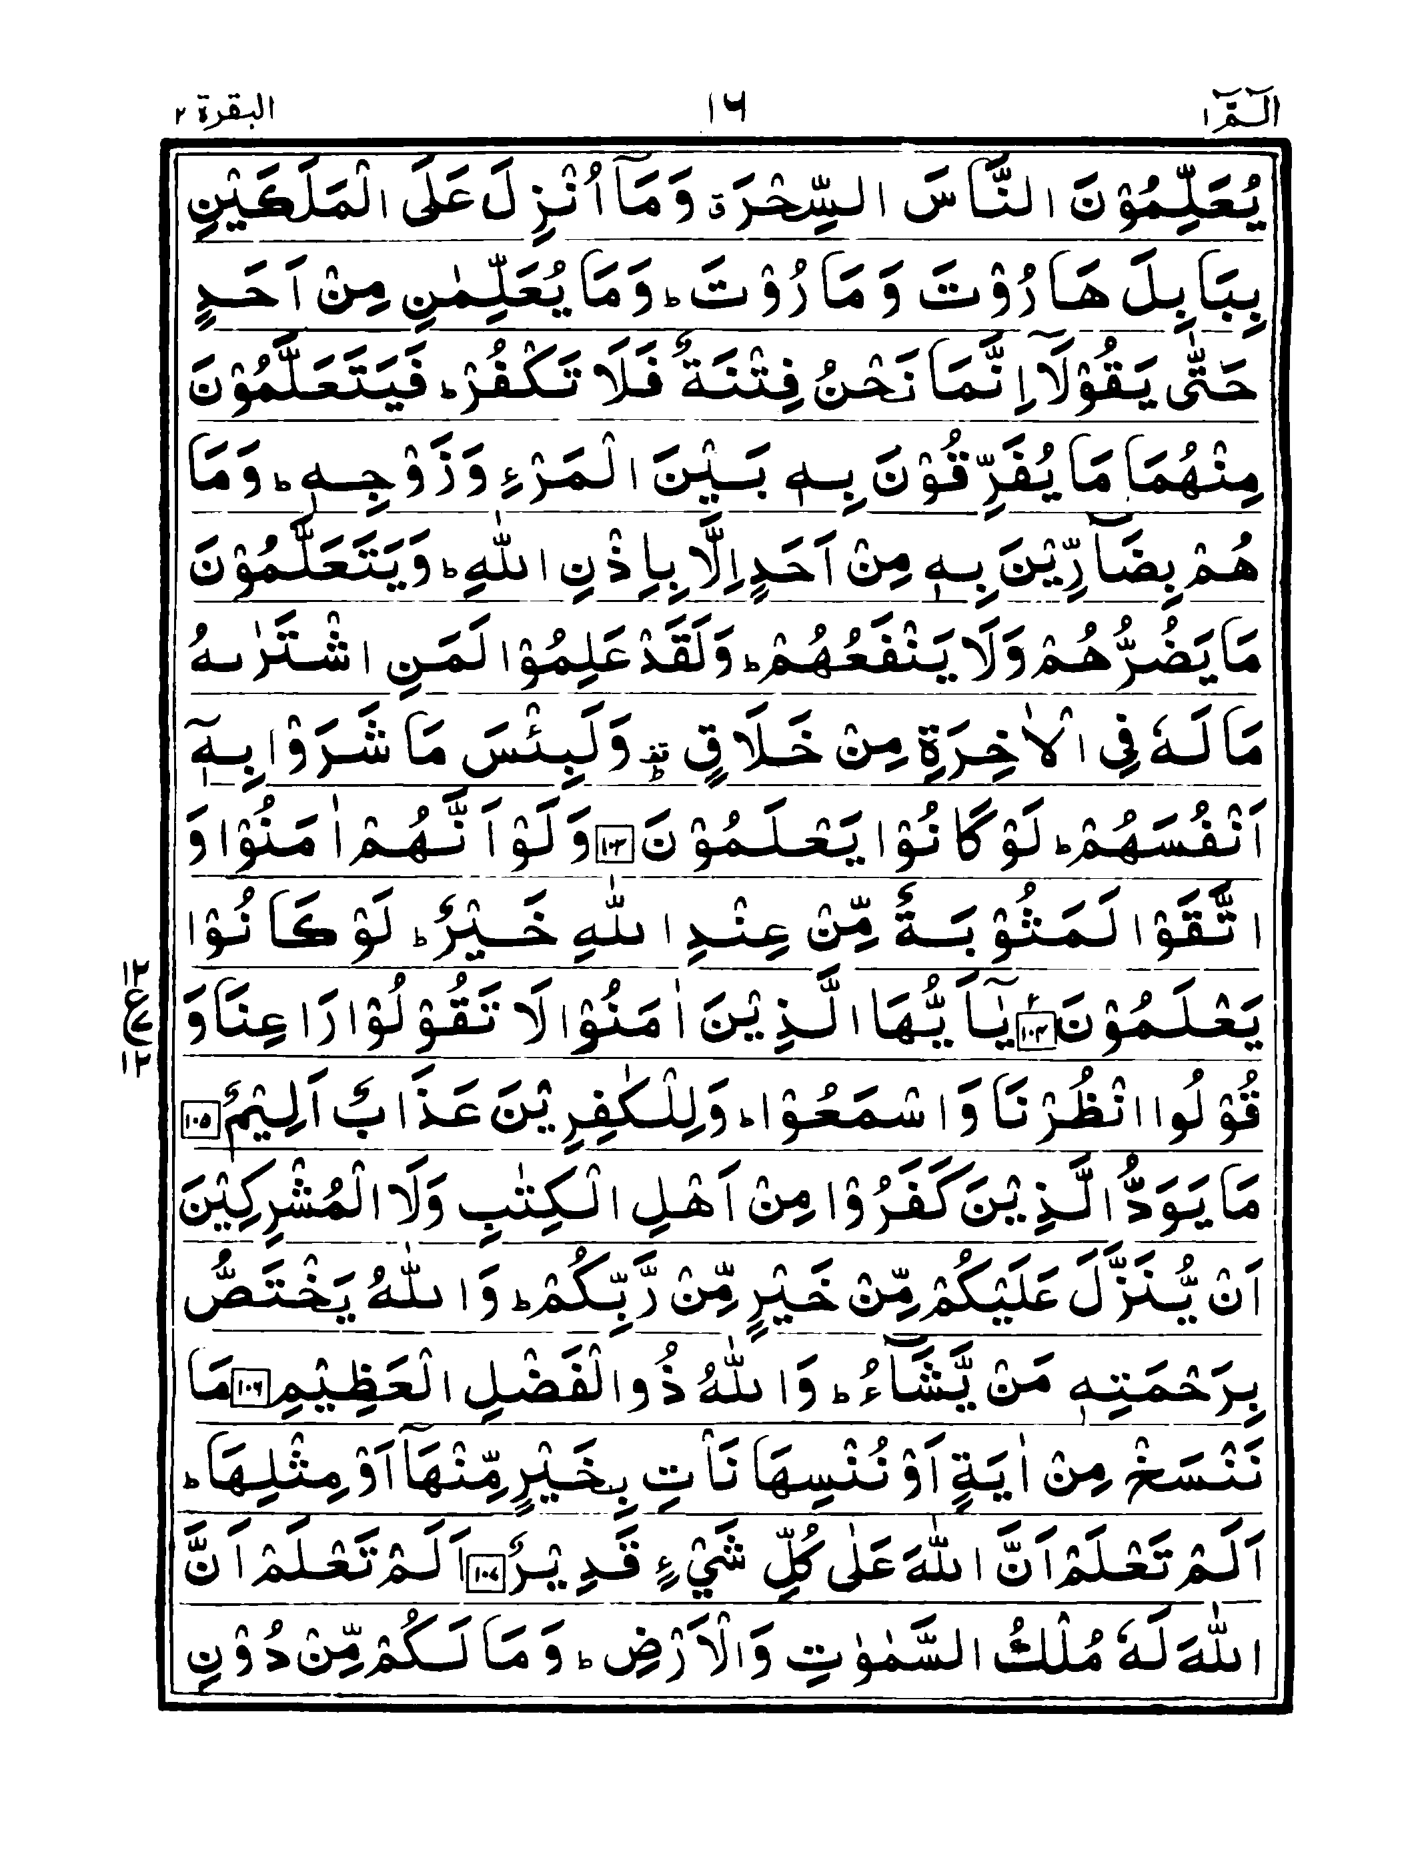 الٓمّٓ ١ ١٦ البقرة ٢
يُعَلِّمُوْنَ النَّاسَ السِّحْرَ ۃ وَمَآ اُنْزِلَ عَلَى الْمَلَكَيْنِ
بِبَابِلَ هَارُوْتَ وَمَارُوْتَ ؕ وَمَا يُعَلِّمٰنِ مِنْ اَحَدٍ
حَتّٰى يَقُوْلَآ اِنَّمَا نَحْنُ فِتْنَةٌ فَلَا تَكْفُرْ ؕ فَيَتَعَلَّمُوْنَ
مِنْهُمَا مَا يُفَرِّقُوْنَ بِهٖ بَيْنَ الْمَرْءِ وَزَوْجِهٖ ؕ وَمَا
هُمْ بِضَآرِّيْنَ بِهٖ مِنْ اَحَدٍ اِلَّا بِاِذْنِ اللّٰهِ ؕ وَيَتَعَلَّمُوْنَ
مَا يَضُرُّهُمْ وَلَا يَنْفَعُهُمْ ؕ وَلَقَدْ عَلِمُوْا لَمَنِ اشْتَرٰىهُ
مَا لَهٗ فِى الْاٰخِرَةِ مِنْ خَلَاقٍ ؕ وَلَبِئْسَ مَا شَرَوْا بِهٖٓ
اَنْفُسَهُمْ ؕ لَوْ كَانُوْا يَعْلَمُوْنَ ١٠٣ وَلَوْ اَنَّهُمْ اٰمَنُوْا وَ
اتَّقَوْا لَمَثُوْبَةٌ مِّنْ عِنْدِ اللّٰهِ خَيْرٌ ؕ لَوْ كَانُوْا
يَعْلَمُوْنَ ١٠٤ يٰٓاَيُّهَا الَّذِيْنَ اٰمَنُوْا لَا تَقُوْلُوْا رَاعِنَا وَ
١٢
ع ٧
١٢
قُوْلُوا انْظُرْنَا وَاسْمَعُوْا ؕ وَلِلْكٰفِرِيْنَ عَذَابٌ اَلِيْمٌ ١٠٥
مَا يَوَدُّ الَّذِيْنَ كَفَرُوْا مِنْ اَهْلِ الْكِتٰبِ وَلَا الْمُشْرِكِيْنَ
اَنْ يُّنَزَّلَ عَلَيْكُمْ مِّنْ خَيْرٍ مِّنْ رَّبِّكُمْ ؕ وَاللّٰهُ يَخْتَصُّ
بِرَحْمَتِهٖ مَنْ يَّشَآءُ ؕ وَاللّٰهُ ذُو الْفَضْلِ الْعَظِيْمِ ١٠٦ مَا
نَنْسَخْ مِنْ اٰيَةٍ اَوْ نُنْسِهَا نَاْتِ بِخَيْرٍ مِّنْهَآ اَوْ مِثْلِهَا ؕ
اَلَمْ تَعْلَمْ اَنَّ اللّٰهَ عَلٰى كُلِّ شَيْءٍ قَدِيْرٌ ١٠٧ اَلَمْ تَعْلَمْ اَنَّ
اللّٰهَ لَهٗ مُلْكُ السَّمٰوٰتِ وَالْاَرْضِ ؕ وَمَا لَكُمْ مِّنْ دُوْنِ